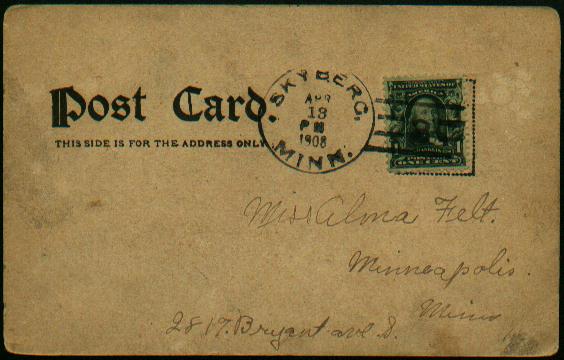 Post Card.
THIS SIDE IS FOR THE ADDRESS ONLY
SKYBERG,
APR
13
PM
1908
MINN.
UNITED STATES OF
AMERICA
FRANKLIN
ONE CENT
Miss Alma Felt.
Minneapolis.
Minn
2817. Bryant ave S.